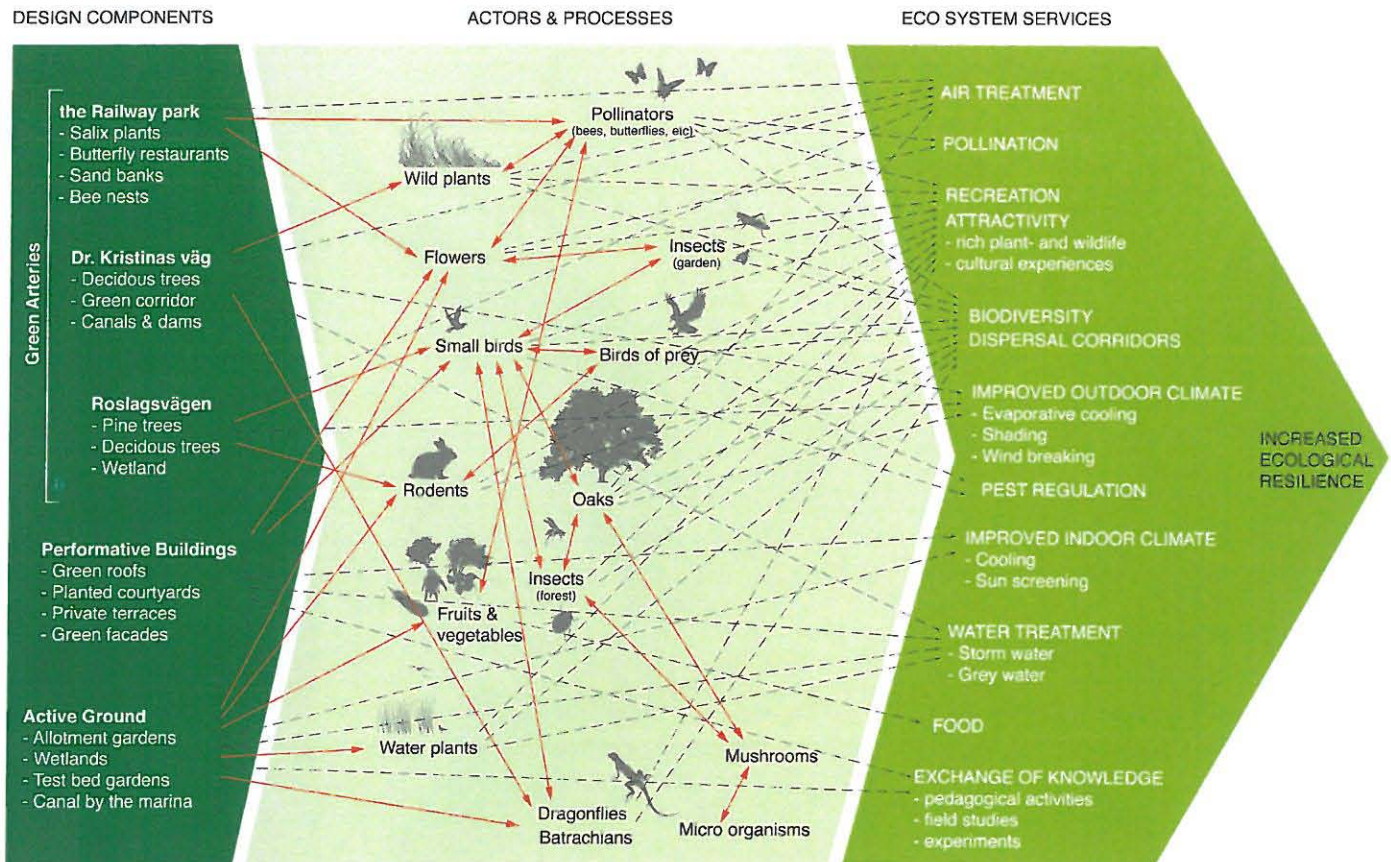 DESIGN COMPONENTS
ACTORS & PROCESSES
ECO SYSTEM SERVICES
Green Arteries
the Railway park
- Salix plants
- Butterfly restaurants
- Sand banks
- Bee nests
Dr. Kristinas väg
- Decidous trees
- Green corridor
- Canals & dams
Roslagsvägen
- Pine trees
- Decidous trees
- Wetland
Performative Buildings
- Green roofs
- Planted courtyards
- Private terraces
- Green facades
Active Ground
- Allotment gardens
- Wetlands
- Test bed gardens
- Canal by the marina
Pollinators
(bees, butterflies, etc)
Wild plants
Flowers
Insects
(garden)
Small birds
Birds of prey
Rodents
Oaks
Insects
(forest)
Fruits &
vegetables
Water plants
Mushrooms
Dragonflies
Batrachians
Micro organisms
AIR TREATMENT
POLLINATION
RECREATION
ATTRACTIVITY
- rich plant- and wildlife
- cultural experiences
BIODIVERSITY
DISPERSAL CORRIDORS
IMPROVED OUTDOOR CLIMATE
- Evaporative cooling
- Shading
- Wind breaking
PEST REGULATION
IMPROVED INDOOR CLIMATE
- Cooling
- Sun screening
WATER TREATMENT
- Storm water
- Grey water
FOOD
EXCHANGE OF KNOWLEDGE
- pedagogical activities
- field studies
- experiments
INCREASED
ECOLOGICAL
RESILIENCE